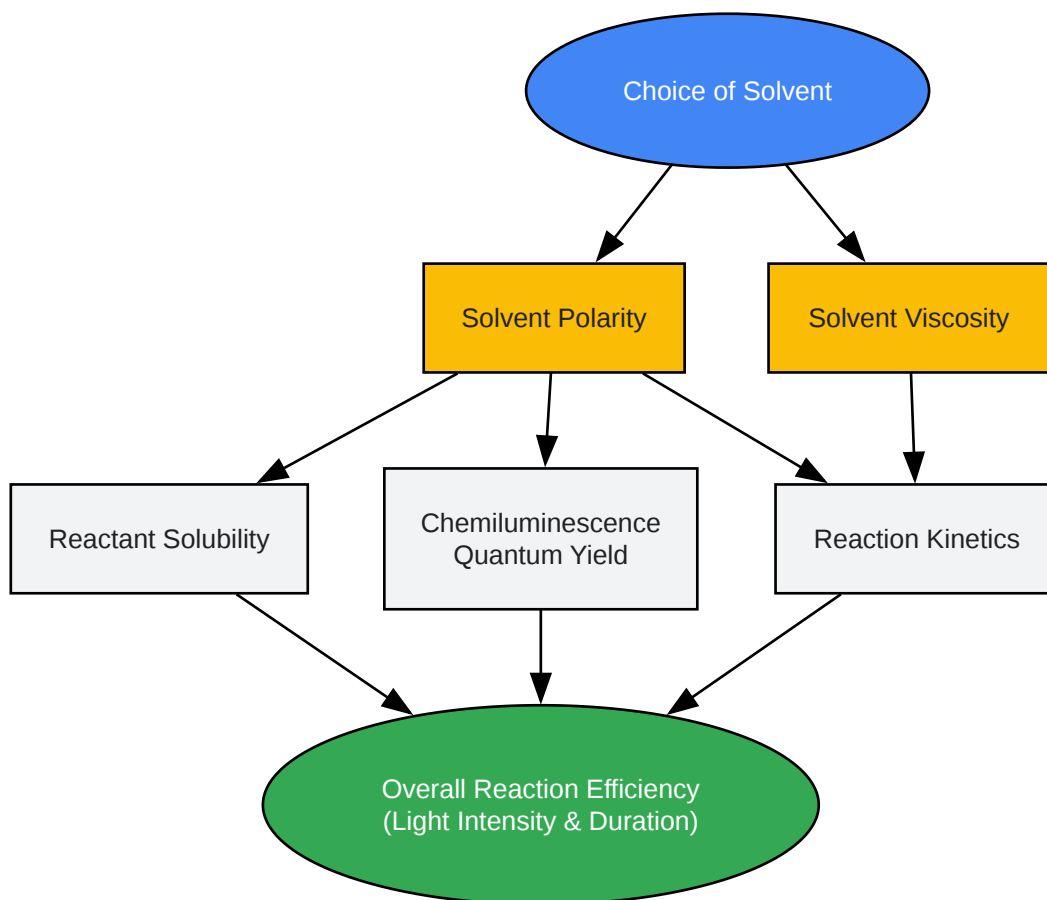 Choice of Solvent
Solvent Polarity
Solvent Viscosity
Reactant Solubility
Chemiluminescence
Quantum Yield
Reaction Kinetics
Overall Reaction Efficiency
(Light Intensity & Duration)